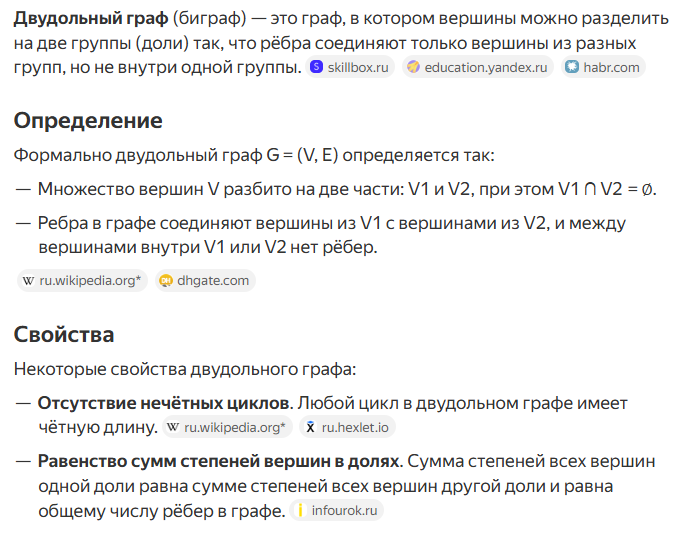 Двудольный граф (биграф) — это граф, в котором вершины можно разделить
на две группы (доли) так, что рёбра соединяют только вершины из разных
групп, но не внутри одной группы. skillbox.ru education.yandex.ru habr.com
Определение
Формально двудольный граф G = (V, E) определяется так:
— Множество вершин V разбито на две части: V1 и V2, при этом V1 ∩ V2 = ∅.
— Ребра в графе соединяют вершины из V1 с вершинами из V2, и между
вершинами внутри V1 или V2 нет рёбер.
W ru.wikipedia.org* dhgate.com
Свойства
Некоторые свойства двудольного графа:
— Отсутствие нечётных циклов. Любой цикл в двудольном графе имеет
чётную длину. W ru.wikipedia.org* ru.hexlet.io
— Равенство сумм степеней вершин в долях. Сумма степеней всех вершин
одной доли равна сумме степеней всех вершин другой доли и равна
общему числу рёбер в графе. infourok.ru